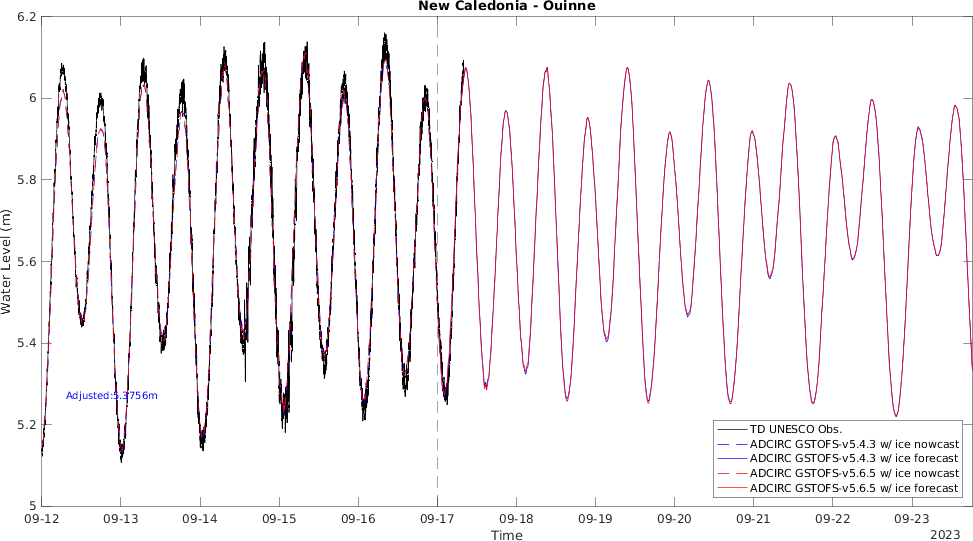 New Caledonia - Ouinne
Water Level (m)
6.2
6
5.8
5.6
5.4
5.2
5
Adjusted:5.3756m
TD UNESCO Obs.
ADCIRC GSTOFS-v5.4.3 w/ ice nowcast
ADCIRC GSTOFS-v5.4.3 w/ ice forecast
ADCIRC GSTOFS-v5.6.5 w/ ice nowcast
ADCIRC GSTOFS-v5.6.5 w/ ice forecast
09-12 09-13 09-14 09-15 09-16 09-17 09-18 09-19 09-20 09-21 09-22 09-23
Time
2023